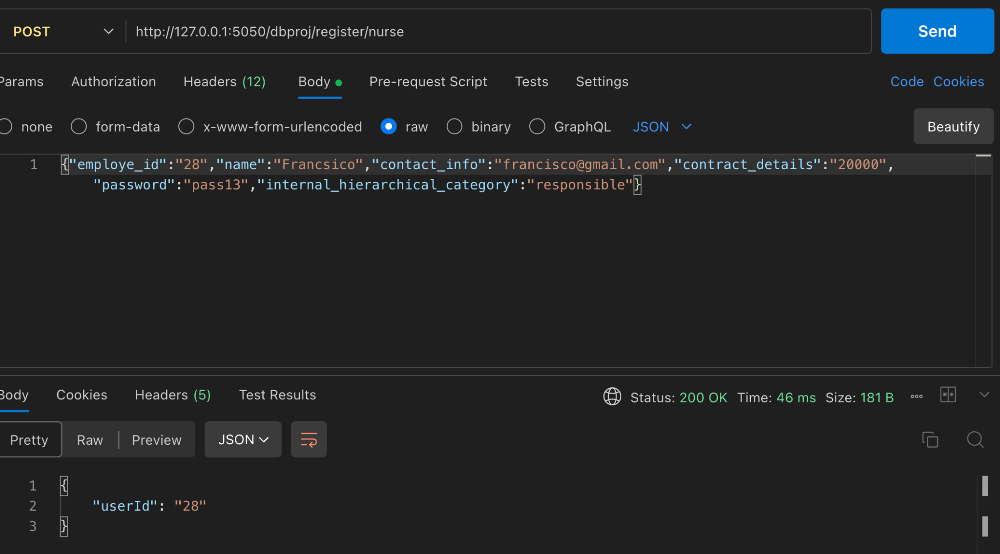 POST http://127.0.0.1:5050/dbproj/register/nurse Send
Params Authorization Headers (12) Body Pre-request Script Tests Settings Code Cookies
none form-data x-www-form-urlencoded raw binary GraphQL JSON Beautify
1 {"employe_id":"28","name":"Francsico","contact_info":"francisco@gmail.com","contract_details":"20000",
"password":"pass13","internal_hierarchical_category":"responsible"}
Body Cookies Headers (5) Test Results Status: 200 OK Time: 46 ms Size: 181 B
Pretty Raw Preview JSON
1 {
2 "userId": "28"
3 }